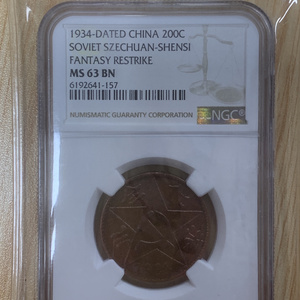 1934-DATED CHINA 200C
SOVIET SZECHUAN-SHENSI
FANTASY RESTRIKE
MS 63 BN
6192641-157
NUMISMATIC GUARANTY CORPORATION
NGC